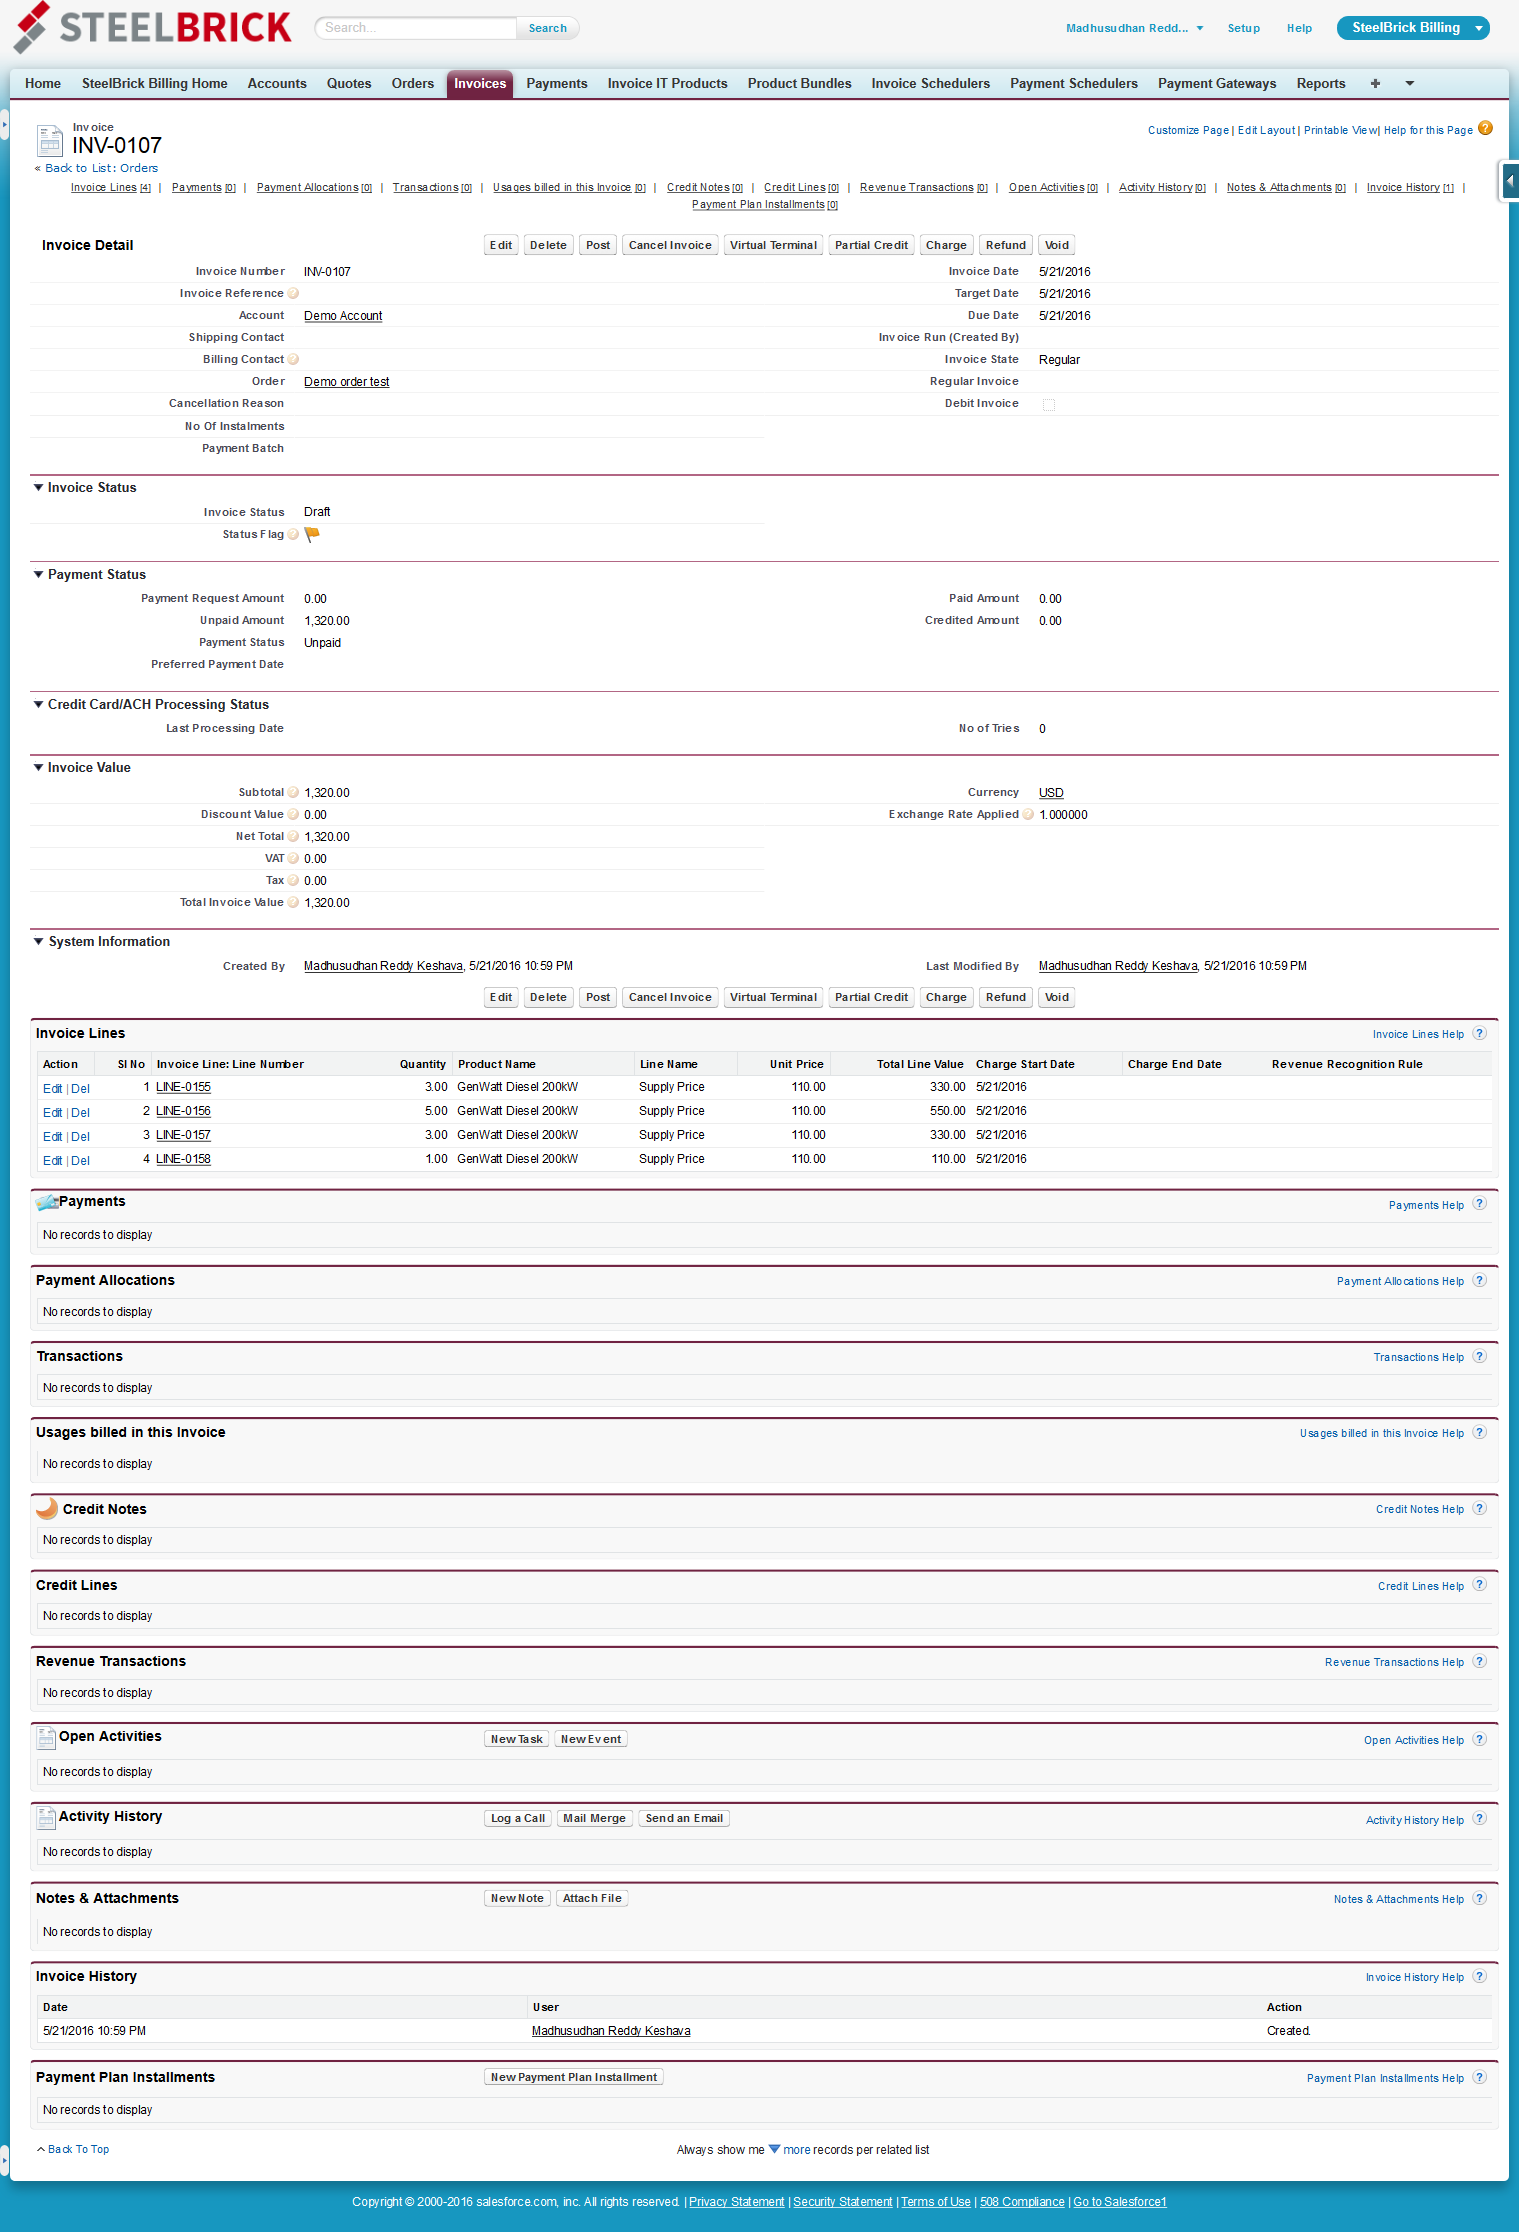 STEELBRICK Search... Search Madhusudhan Redd... Setup Help SteelBrick Billing
Home SteelBrick Billing Home Accounts Quotes Orders Invoices Payments Invoice IT Products Product Bundles Invoice Schedulers Payment Schedulers Payment Gateways Reports +
Invoice
INV-0107
Customize Page | Edit Layout | Printable View | Help for this Page ?
« Back to List: Orders
Invoice Lines [4] | Payments [0] | Payment Allocations [0] | Transactions [0] | Usages billed in this Invoice [0] | Credit Notes [0] | Credit Lines [0] | Revenue Transactions [0] | Open Activities [0] | Activity History [0] | Notes & Attachments [0] | Invoice History [1] |
Payment Plan Installments [0]
Invoice Detail Edit Delete Post Cancel Invoice Virtual Terminal Partial Credit Charge Refund Void
Invoice Number INV-0107 Invoice Date 5/21/2016
Invoice Reference ? Target Date 5/21/2016
Account Demo Account Due Date 5/21/2016
Shipping Contact Invoice Run (Created By)
Billing Contact ? Invoice State Regular
Order Demo order test Regular Invoice
Cancellation Reason Debit Invoice
No Of Instalments
Payment Batch
Invoice Status
Invoice Status Draft
Status Flag ?
Payment Status
Payment Request Amount 0.00 Paid Amount 0.00
Unpaid Amount 1,320.00 Credited Amount 0.00
Payment Status Unpaid
Preferred Payment Date
Credit Card/ACH Processing Status
Last Processing Date No of Tries 0
Invoice Value
Subtotal ? 1,320.00 Currency USD
Discount Value ? 0.00 Exchange Rate Applied ? 1.000000
Net Total ? 1,320.00
VAT ? 0.00
Tax ? 0.00
Total Invoice Value ? 1,320.00
System Information
Created By Madhusudhan Reddy Keshava, 5/21/2016 10:59 PM Last Modified By Madhusudhan Reddy Keshava, 5/21/2016 10:59 PM
Edit Delete Post Cancel Invoice Virtual Terminal Partial Credit Charge Refund Void
Invoice Lines Invoice Lines Help ?
Action Sl No Invoice Line: Line Number Quantity Product Name Line Name Unit Price Total Line Value Charge Start Date Charge End Date Revenue Recognition Rule
Edit | Del 1 LINE-0155 3.00 GenWatt Diesel 200kW Supply Price 110.00 330.00 5/21/2016
Edit | Del 2 LINE-0156 5.00 GenWatt Diesel 200kW Supply Price 110.00 550.00 5/21/2016
Edit | Del 3 LINE-0157 3.00 GenWatt Diesel 200kW Supply Price 110.00 330.00 5/21/2016
Edit | Del 4 LINE-0158 1.00 GenWatt Diesel 200kW Supply Price 110.00 110.00 5/21/2016
Payments Payments Help ?
No records to display
Payment Allocations Payment Allocations Help ?
No records to display
Transactions Transactions Help ?
No records to display
Usages billed in this Invoice Usages billed in this Invoice Help ?
No records to display
Credit Notes Credit Notes Help ?
No records to display
Credit Lines Credit Lines Help ?
No records to display
Revenue Transactions Revenue Transactions Help ?
No records to display
Open Activities New Task New Event Open Activities Help ?
No records to display
Activity History Log a Call Mail Merge Send an Email Activity History Help ?
No records to display
Notes & Attachments New Note Attach File Notes & Attachments Help ?
No records to display
Invoice History Invoice History Help ?
Date User Action
5/21/2016 10:59 PM Madhusudhan Reddy Keshava Created.
Payment Plan Installments New Payment Plan Installment Payment Plan Installments Help ?
No records to display
Back To Top Always show me more records per related list
Copyright © 2000-2016 salesforce.com, inc. All rights reserved. | Privacy Statement | Security Statement | Terms of Use | 508 Compliance | Go to Salesforce1